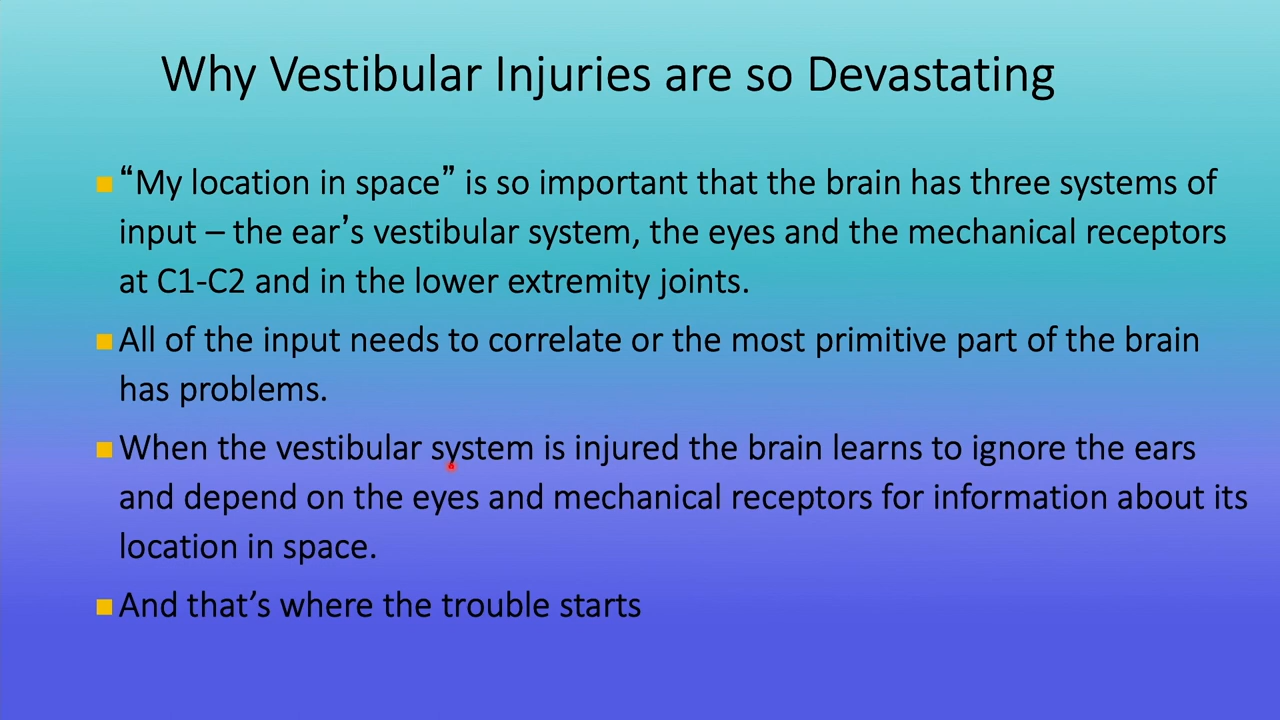 Why Vestibular Injuries are so Devastating
“My location in space” is so important that the brain has three systems of
input – the ear’s vestibular system, the eyes and the mechanical receptors
at C1-C2 and in the lower extremity joints.
All of the input needs to correlate or the most primitive part of the brain
has problems.
When the vestibular system is injured the brain learns to ignore the ears
and depend on the eyes and mechanical receptors for information about its
location in space.
And that’s where the trouble starts